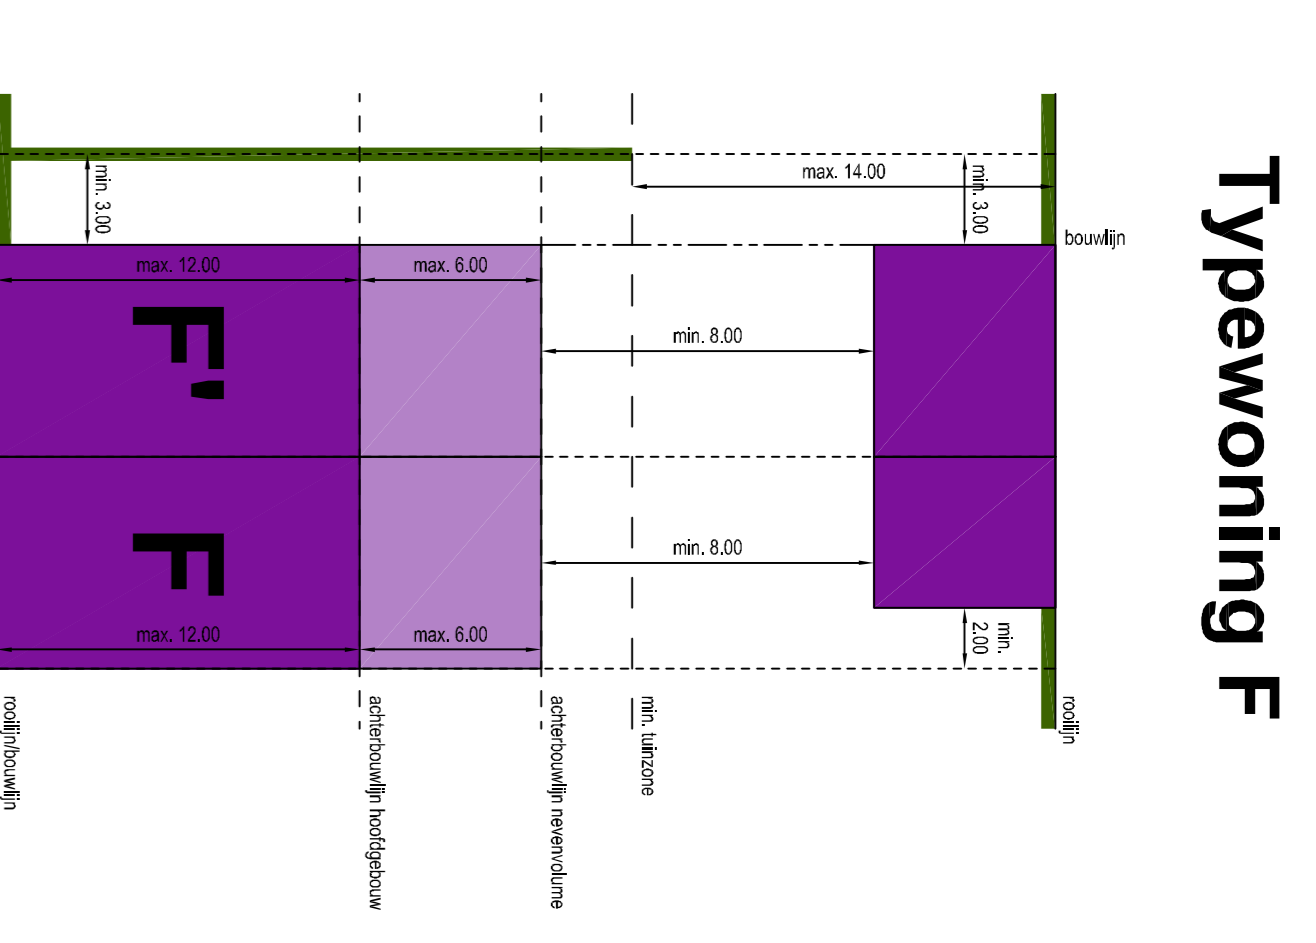 Typewoning F
max. 14.00
min. 3.00
min. 3.00
bouwlijn
max. 12.00
max. 6.00
min. 8.00
F'
F
min. 8.00
max. 12.00
max. 6.00
min.
2.00
rooilijn/bouwlijn
achterbouwlijn hoofdgebouw
achterbouwlijn nevenvolume
min. tuinzone
rooilijn